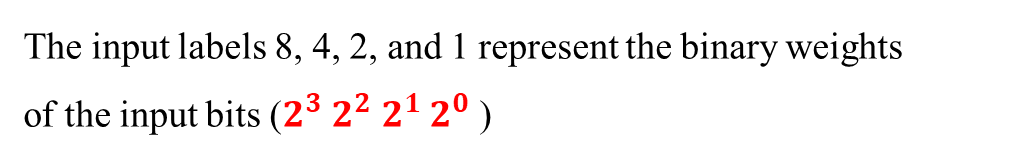 The input labels 8, 4, 2, and 1 represent the binary weights
of the input bits (2³ 2² 2¹ 2⁰ )